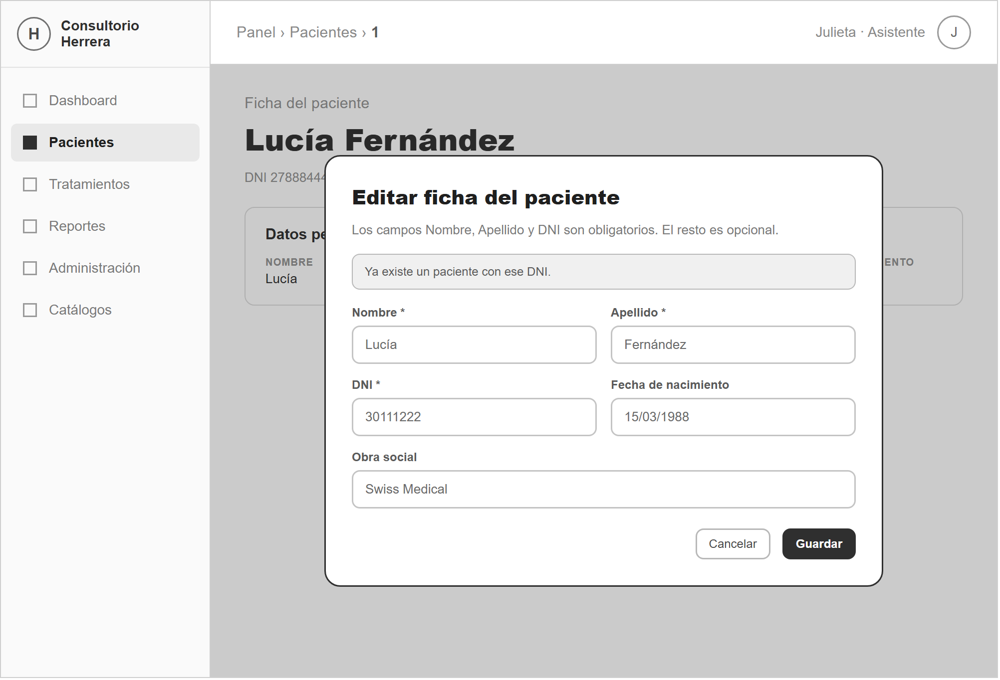 H
Consultorio
Herrera
Panel › Pacientes › 1
Julieta · Asistente
J
Dashboard
Pacientes
Tratamientos
Reportes
Administración
Catálogos
Ficha del paciente
Lucía Fernández
DNI
Datos
NOMBRE
Lucía
Editar ficha del paciente
Los campos Nombre, Apellido y DNI son obligatorios. El resto es opcional.
Ya existe un paciente con ese DNI.
Nombre *
Apellido *
Lucía
Fernández
DNI *
Fecha de nacimiento
30111222
15/03/1988
Obra social
Swiss Medical
Cancelar
Guardar